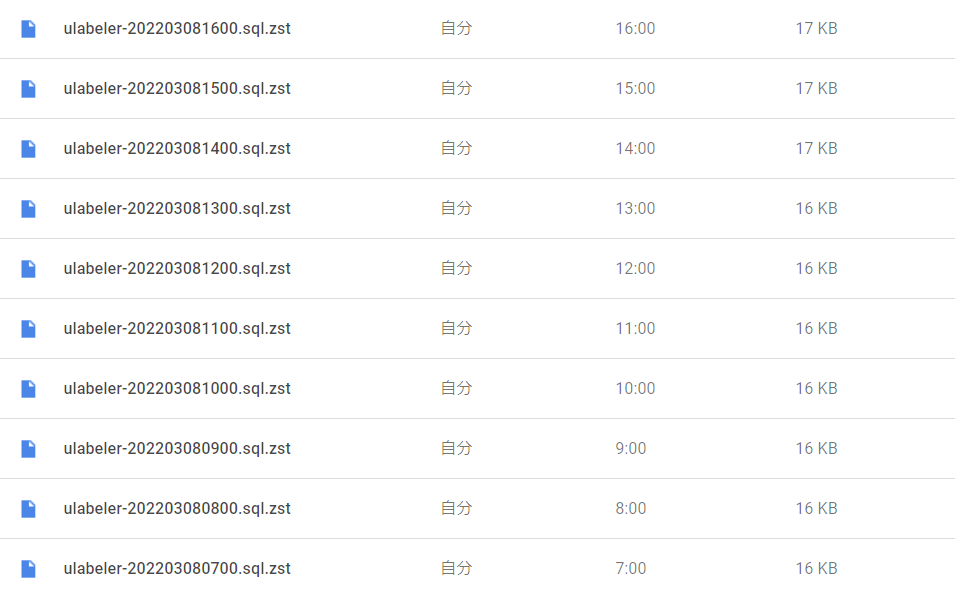 ulabeler-202203081600.sql.zst 自分 16:00 17 KB
ulabeler-202203081500.sql.zst 自分 15:00 17 KB
ulabeler-202203081400.sql.zst 自分 14:00 17 KB
ulabeler-202203081300.sql.zst 自分 13:00 16 KB
ulabeler-202203081200.sql.zst 自分 12:00 16 KB
ulabeler-202203081100.sql.zst 自分 11:00 16 KB
ulabeler-202203081000.sql.zst 自分 10:00 16 KB
ulabeler-202203080900.sql.zst 自分 9:00 16 KB
ulabeler-202203080800.sql.zst 自分 8:00 16 KB
ulabeler-202203080700.sql.zst 自分 7:00 16 KB